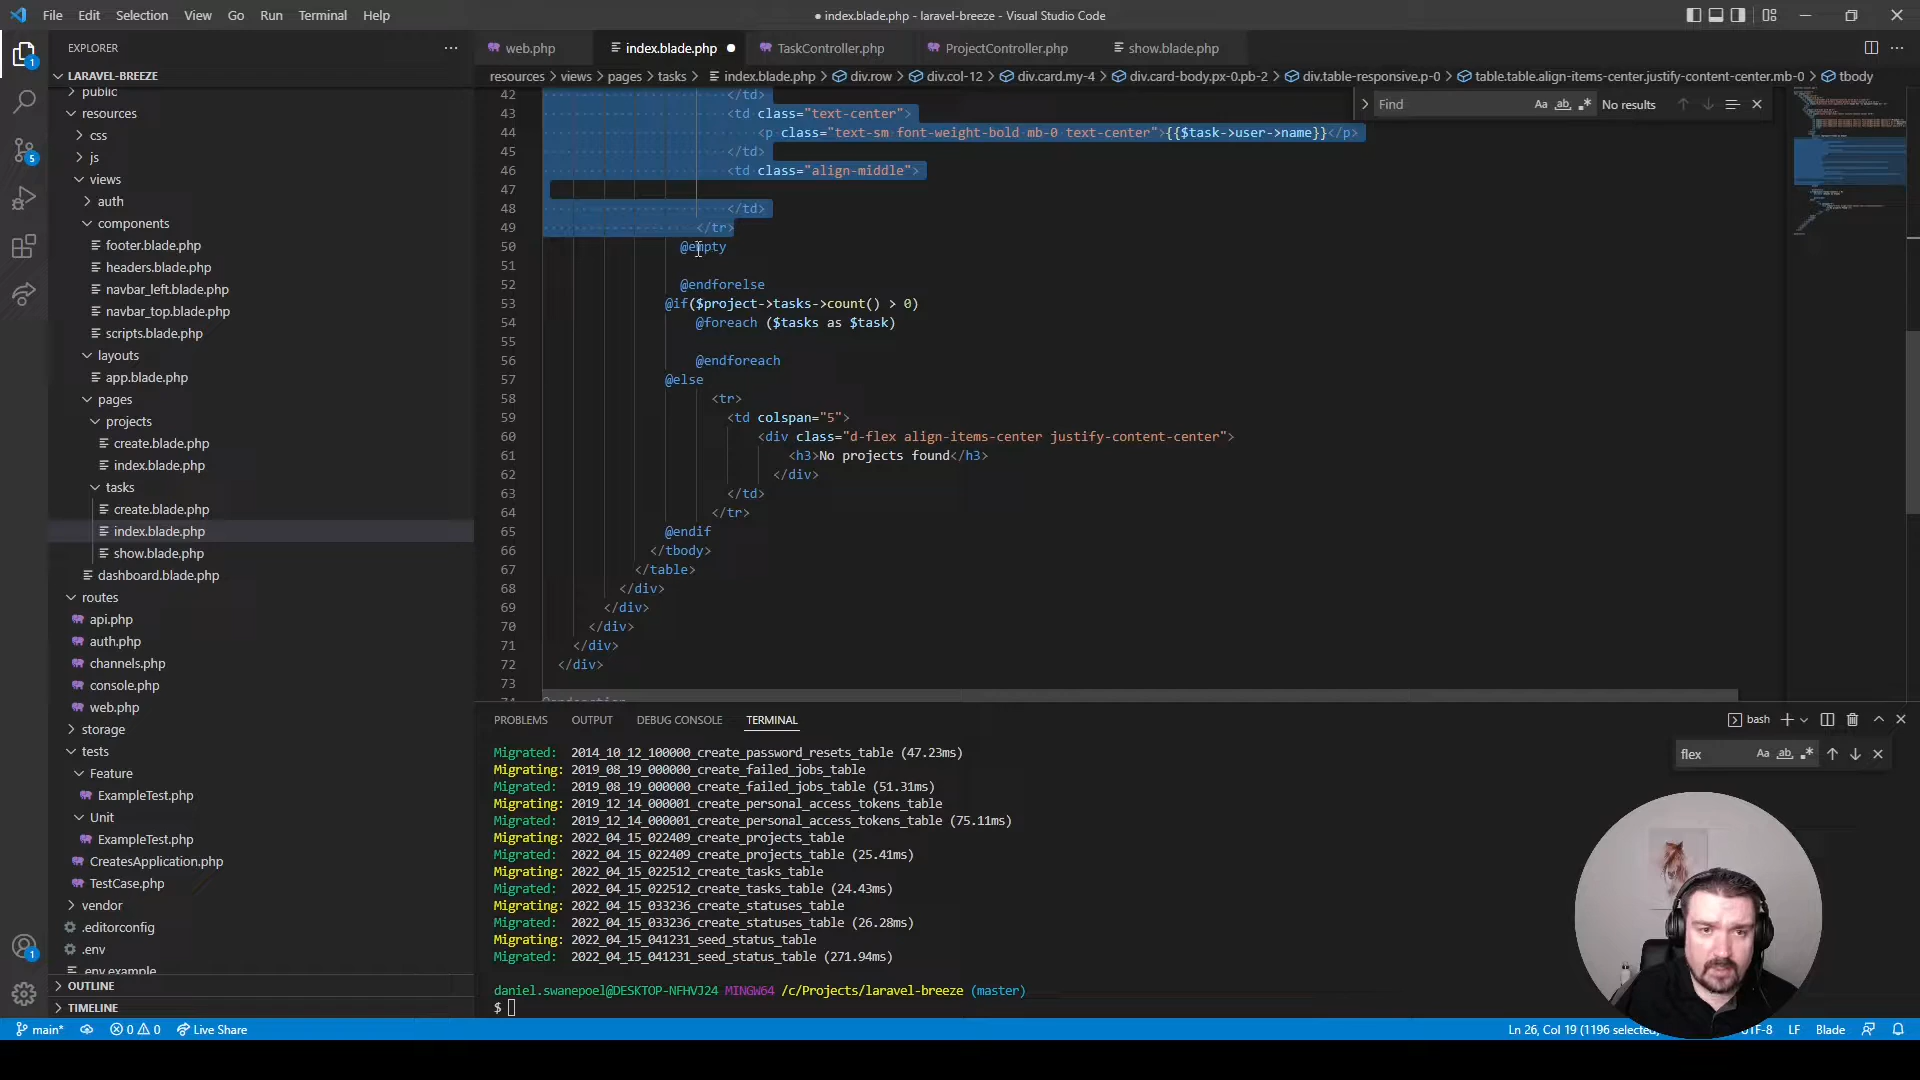 File Edit Selection View Go Run Terminal Help
● index.blade.php - laravel-breeze - Visual Studio Code
EXPLORER
LARAVEL-BREEZE
public
resources
css
js
views
auth
components
footer.blade.php
headers.blade.php
navbar_left.blade.php
navbar_top.blade.php
scripts.blade.php
layouts
app.blade.php
pages
projects
create.blade.php
index.blade.php
tasks
create.blade.php
index.blade.php
show.blade.php
dashboard.blade.php
routes
api.php
auth.php
channels.php
console.php
web.php
storage
tests
Feature
ExampleTest.php
Unit
ExampleTest.php
CreatesApplication.php
TestCase.php
vendor
.editorconfig
.env
.env.example
OUTLINE
TIMELINE
1
5
1
web.php index.blade.php ● TaskController.php ProjectController.php show.blade.php
resources > views > pages > tasks > index.blade.php > div.row > div.col-12 > div.card.my-4 > div.card-body.px-0.pb-2 > div.table-responsive.p-0 > table.table.align-items-center.justify-content-center.mb-0 > tbody
Find Aa ab No results
42 </td>
43 <td class="text-center">
44 <p class="text-sm font-weight-bold mb-0 text-center">{{$task->user->name}}</p>
45 </td>
46 <td class="align-middle">
47
48 </td>
49 </tr>
50 @empty
51
52 @endforelse
53 @if($project->tasks->count() > 0)
54 @foreach ($tasks as $task)
55
56 @endforeach
57 @else
58 <tr>
59 <td colspan="5">
60 <div class="d-flex align-items-center justify-content-center">
61 <h3>No projects found</h3>
62 </div>
63 </td>
64 </tr>
65 @endif
66 </tbody>
67 </table>
68 </div>
69 </div>
70 </div>
71 </div>
72 </div>
73
PROBLEMS OUTPUT DEBUG CONSOLE TERMINAL
bash
flex Aa ab
Migrated: 2014_10_12_100000_create_password_resets_table (47.23ms)
Migrating: 2019_08_19_000000_create_failed_jobs_table
Migrated: 2019_08_19_000000_create_failed_jobs_table (51.31ms)
Migrating: 2019_12_14_000001_create_personal_access_tokens_table
Migrated: 2019_12_14_000001_create_personal_access_tokens_table (75.11ms)
Migrating: 2022_04_15_022409_create_projects_table
Migrated: 2022_04_15_022409_create_projects_table (25.41ms)
Migrating: 2022_04_15_022512_create_tasks_table
Migrated: 2022_04_15_022512_create_tasks_table (24.43ms)
Migrating: 2022_04_15_033236_create_statuses_table
Migrated: 2022_04_15_033236_create_statuses_table (26.28ms)
Migrating: 2022_04_15_041231_seed_status_table
Migrated: 2022_04_15_041231_seed_status_table (271.94ms)
daniel.swanepoel@DESKTOP-NFHVJ24 MINGW64 /c/Projects/laravel-breeze (master)
$
main* 0 0 Live Share
Ln 26, Col 19 (1196 selected) UTF-8 LF Blade